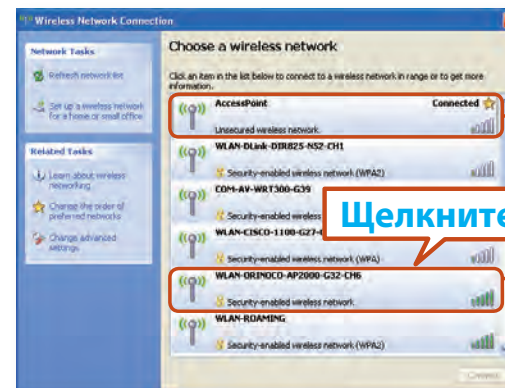 Wireless Network Connection
Network Tasks
Refresh network list
Set up a wireless network
for a home or small office
Related Tasks
Learn about wireless
networking
Change the order of
preferred networks
Change advanced
settings
Choose a wireless network
Click an item in the list below to connect to a wireless network in range or to get more
information.
AccessPoint
Connected
Unsecured wireless network
WLAN-DLink-DIR825-N52-CH1
Security-enabled wireless network (WPA2)
COM-AV-WRT300-G39
Security-enabled wireless
Щелкните
WLAN-CISCO-1100-G27-
Security-enabled wireless network (WPA)
WLAN-ORINOCO-AP2000-G32-CH6
Security-enabled wireless network
WLAN-ROAMING
Security-enabled wireless network (WPA2)
Connect